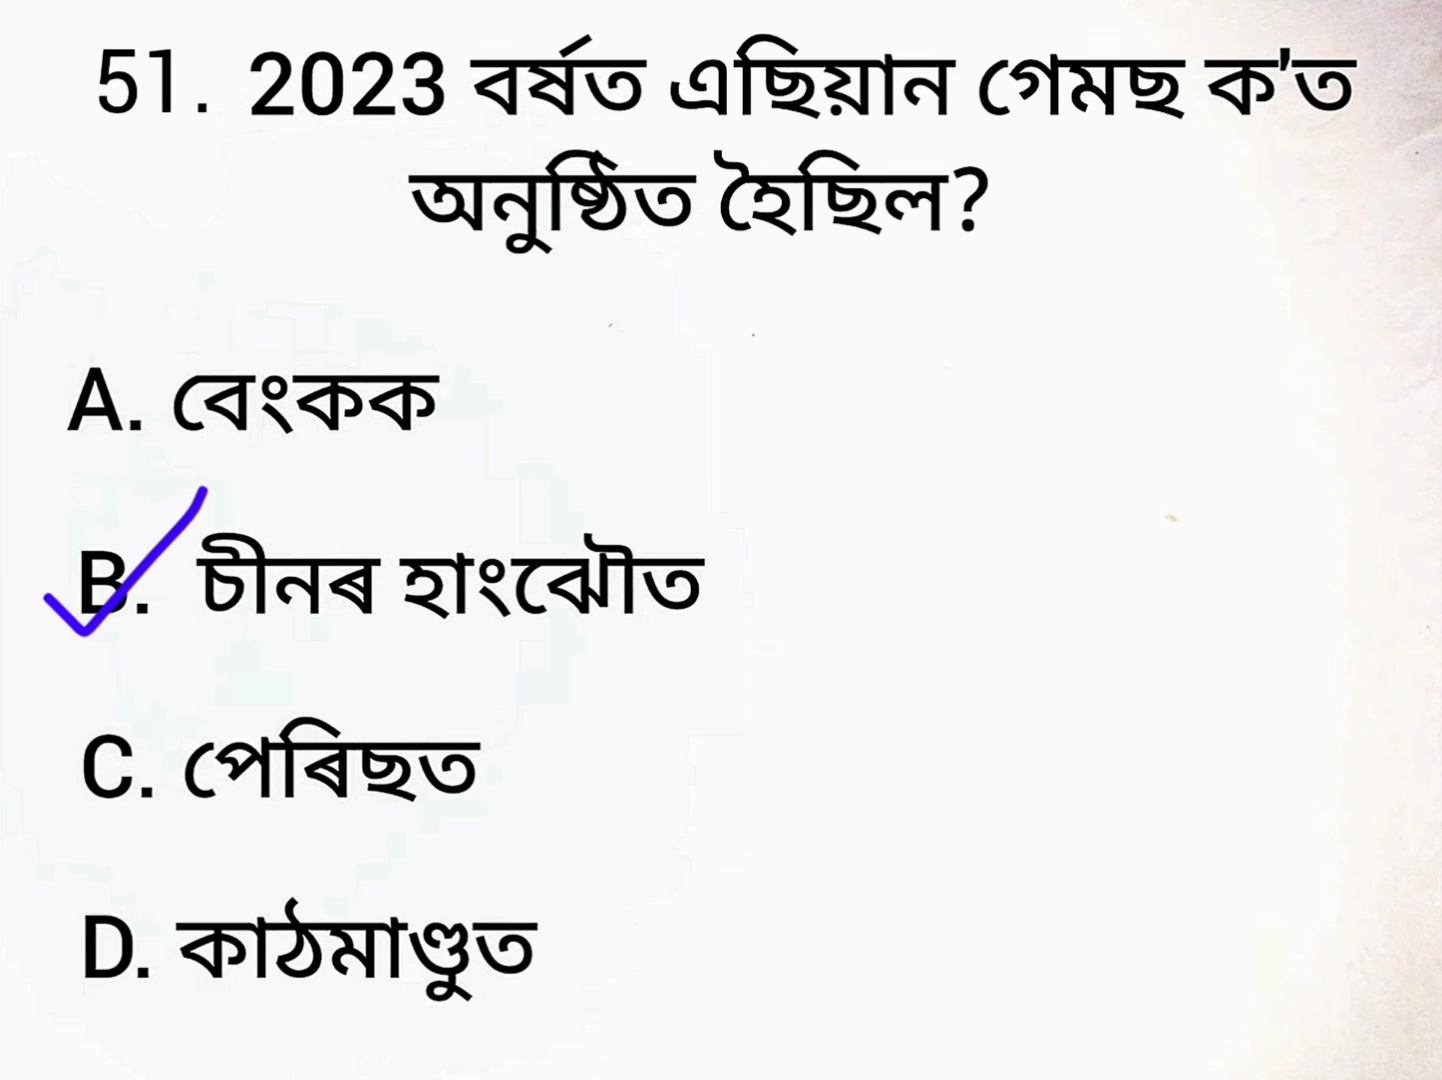 51. 2023 বৰ্ষত এছিয়ান গেমছ ক'ত
অনুষ্ঠিত হৈছিল?
A. বেংকক
B. চীনৰ হাংঝৌত
C. পেৰিছত
D. কাঠমাণ্ডুত